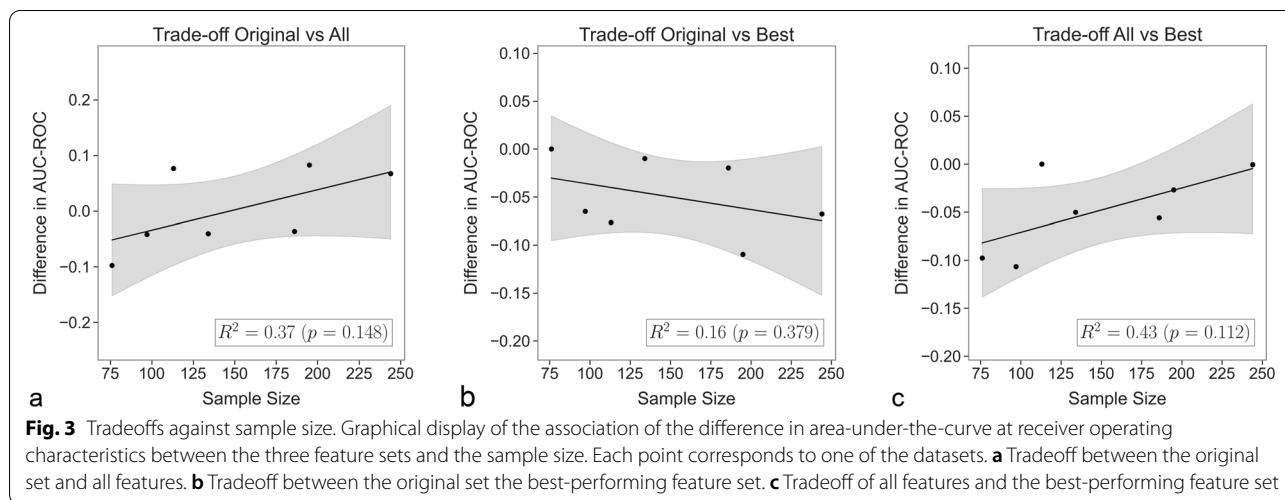 Trade-off Original vs All
Difference in AUC-ROC
0.2
0.1
0.0
−0.1
−0.2
R² = 0.37 (p = 0.148)
75 100 125 150 175 200 225 250
Sample Size
a
Trade-off Original vs Best
Difference in AUC-ROC
0.10
0.05
0.00
−0.05
−0.10
−0.15
−0.20
R² = 0.16 (p = 0.379)
75 100 125 150 175 200 225 250
Sample Size
b
Trade-off All vs Best
Difference in AUC-ROC
0.10
0.05
0.00
−0.05
−0.10
−0.15
−0.20
R² = 0.43 (p = 0.112)
75 100 125 150 175 200 225 250
Sample Size
c
Fig. 3 Tradeoffs against sample size. Graphical display of the association of the difference in area-under-the-curve at receiver operating
characteristics between the three feature sets and the sample size. Each point corresponds to one of the datasets. a Tradeoff between the original
set and all features. b Tradeoff between the original set the best-performing feature set. c Tradeoff of all features and the best-performing feature set